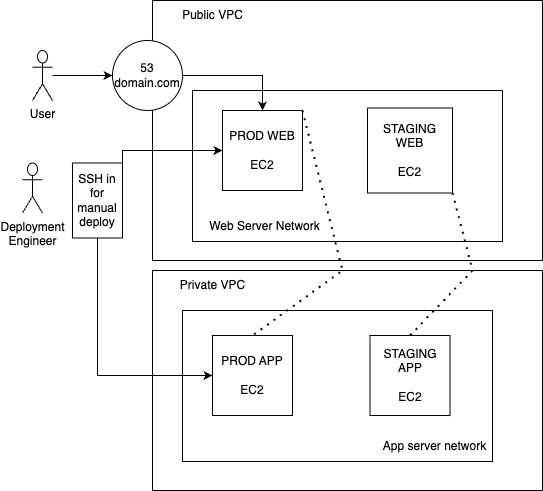 Public VPC
53
domain.com
User
PROD WEB
EC2
STAGING
WEB
EC2
SSH in
for
manual
deploy
Deployment
Engineer
Web Server Network
Private VPC
PROD APP
EC2
STAGING
APP
EC2
App server network